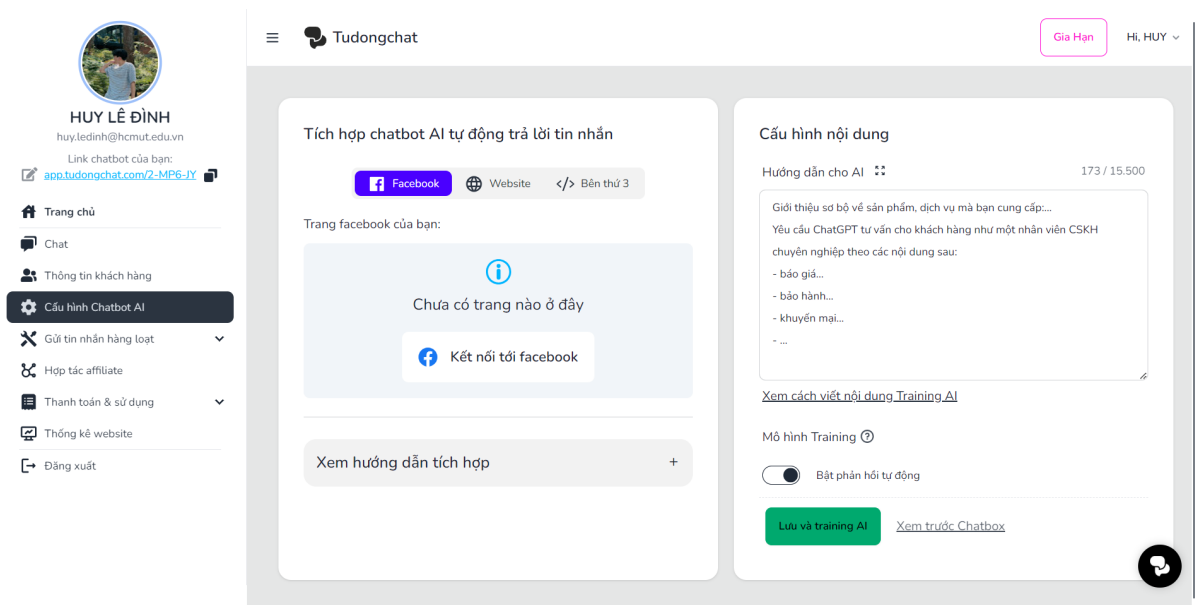 HUY LÊ ĐÌNH
huy.ledinh@hcmut.edu.vn
Link chatbot của bạn:
app.tudongchat.com/2-MP6-JY
Trang chủ
Chat
Thông tin khách hàng
Cấu hình Chatbot AI
Gửi tin nhắn hàng loạt
Hợp tác affiliate
Thanh toán & sử dụng
Thống kê website
Đăng xuất
Tudongchat
Gia Hạn
Hi, HUY
Tích hợp chatbot AI tự động trả lời tin nhắn
Facebook
Website
Bên thứ 3
Trang facebook của bạn:
Chưa có trang nào ở đây
Kết nối tới facebook
Xem hướng dẫn tích hợp
Cấu hình nội dung
Hướng dẫn cho AI
173 / 15.500
Giới thiệu sơ bộ về sản phẩm, dịch vụ mà bạn cung cấp:...
Yêu cầu ChatGPT tư vấn cho khách hàng như một nhân viên CSKH
chuyên nghiệp theo các nội dung sau:
- báo giá...
- bảo hành...
- khuyến mại...
- ...
Xem cách viết nội dung Training AI
Mô hình Training
Bật phản hồi tự động
Lưu và training AI
Xem trước Chatbox